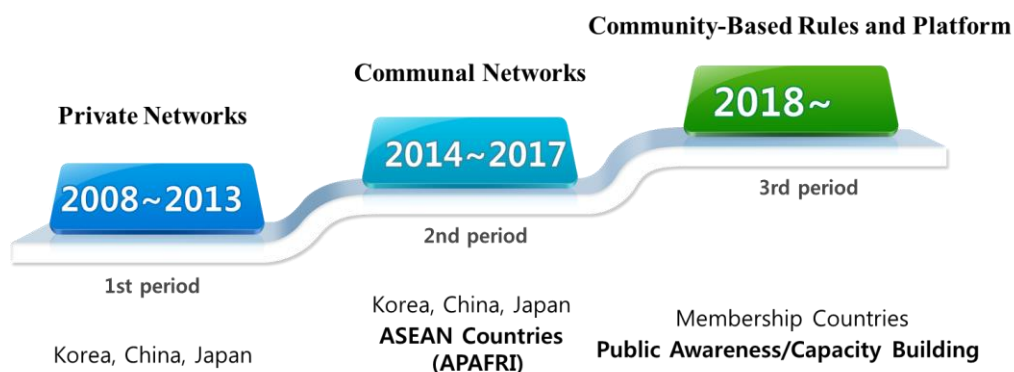 Community-Based Rules and Platform
Communal Networks
Private Networks
2018~
2014~2017
2008~2013
3rd period
2nd period
1st period
Korea, China, Japan
Korea, China, Japan
ASEAN Countries
(APAFRI)
Membership Countries
Public Awareness/Capacity Building